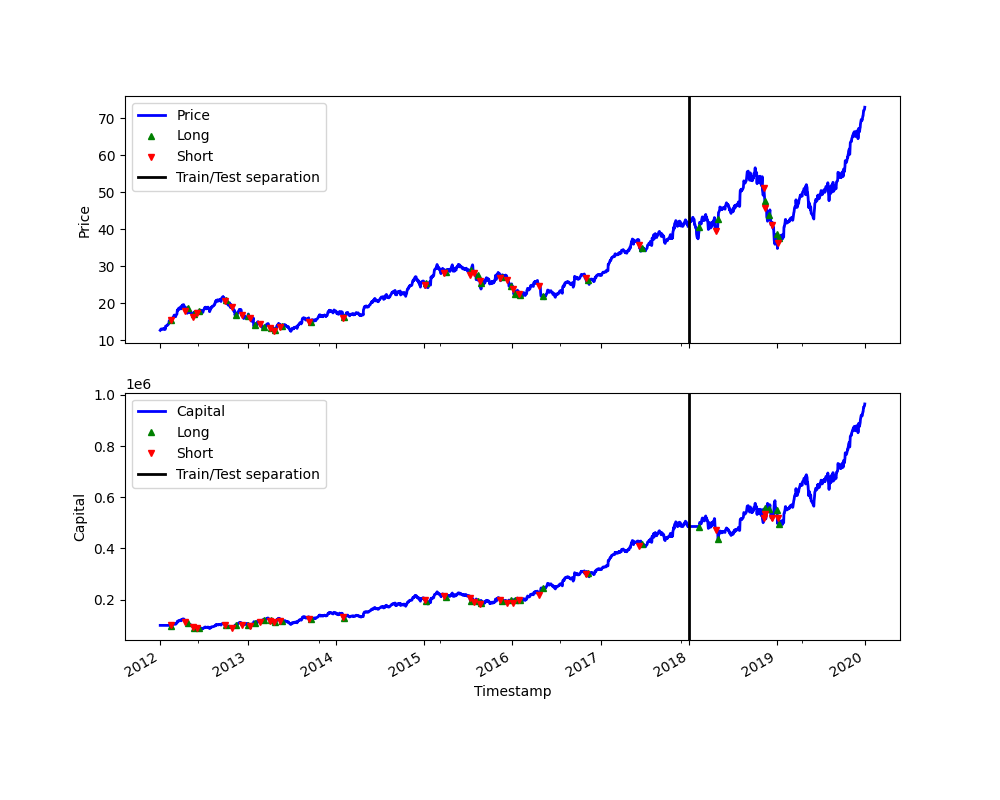 Price
Long
Short
Train/Test separation
70
60
50
40
30
20
10
Price
1e6
1.0
0.8
0.6
0.4
0.2
Capital
Capital
Long
Short
Train/Test separation
2012 2013 2014 2015 2016 2017 2018 2019 2020
Timestamp